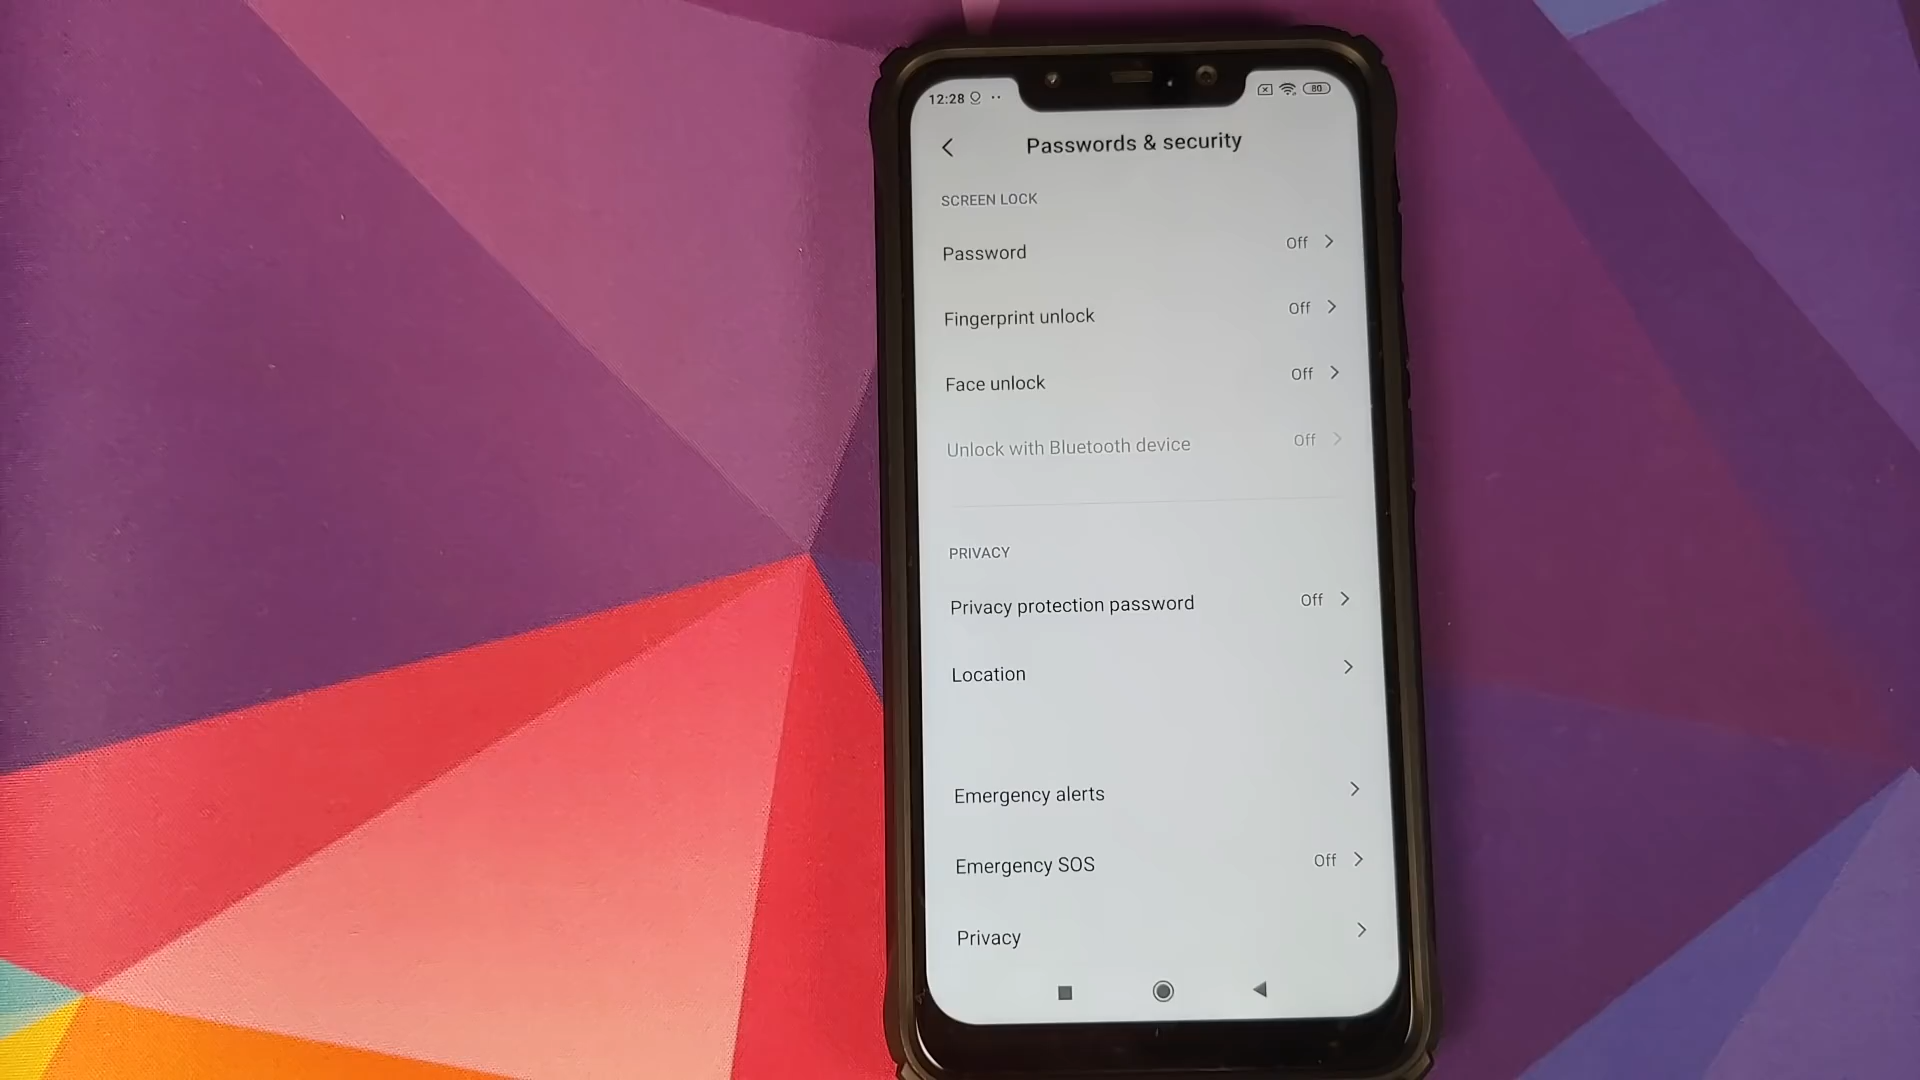 12:28
80
Passwords & security
SCREEN LOCK
Password Off
Fingerprint unlock Off
Face unlock Off
Unlock with Bluetooth device Off
PRIVACY
Privacy protection password Off
Location
Emergency alerts
Emergency SOS Off
Privacy